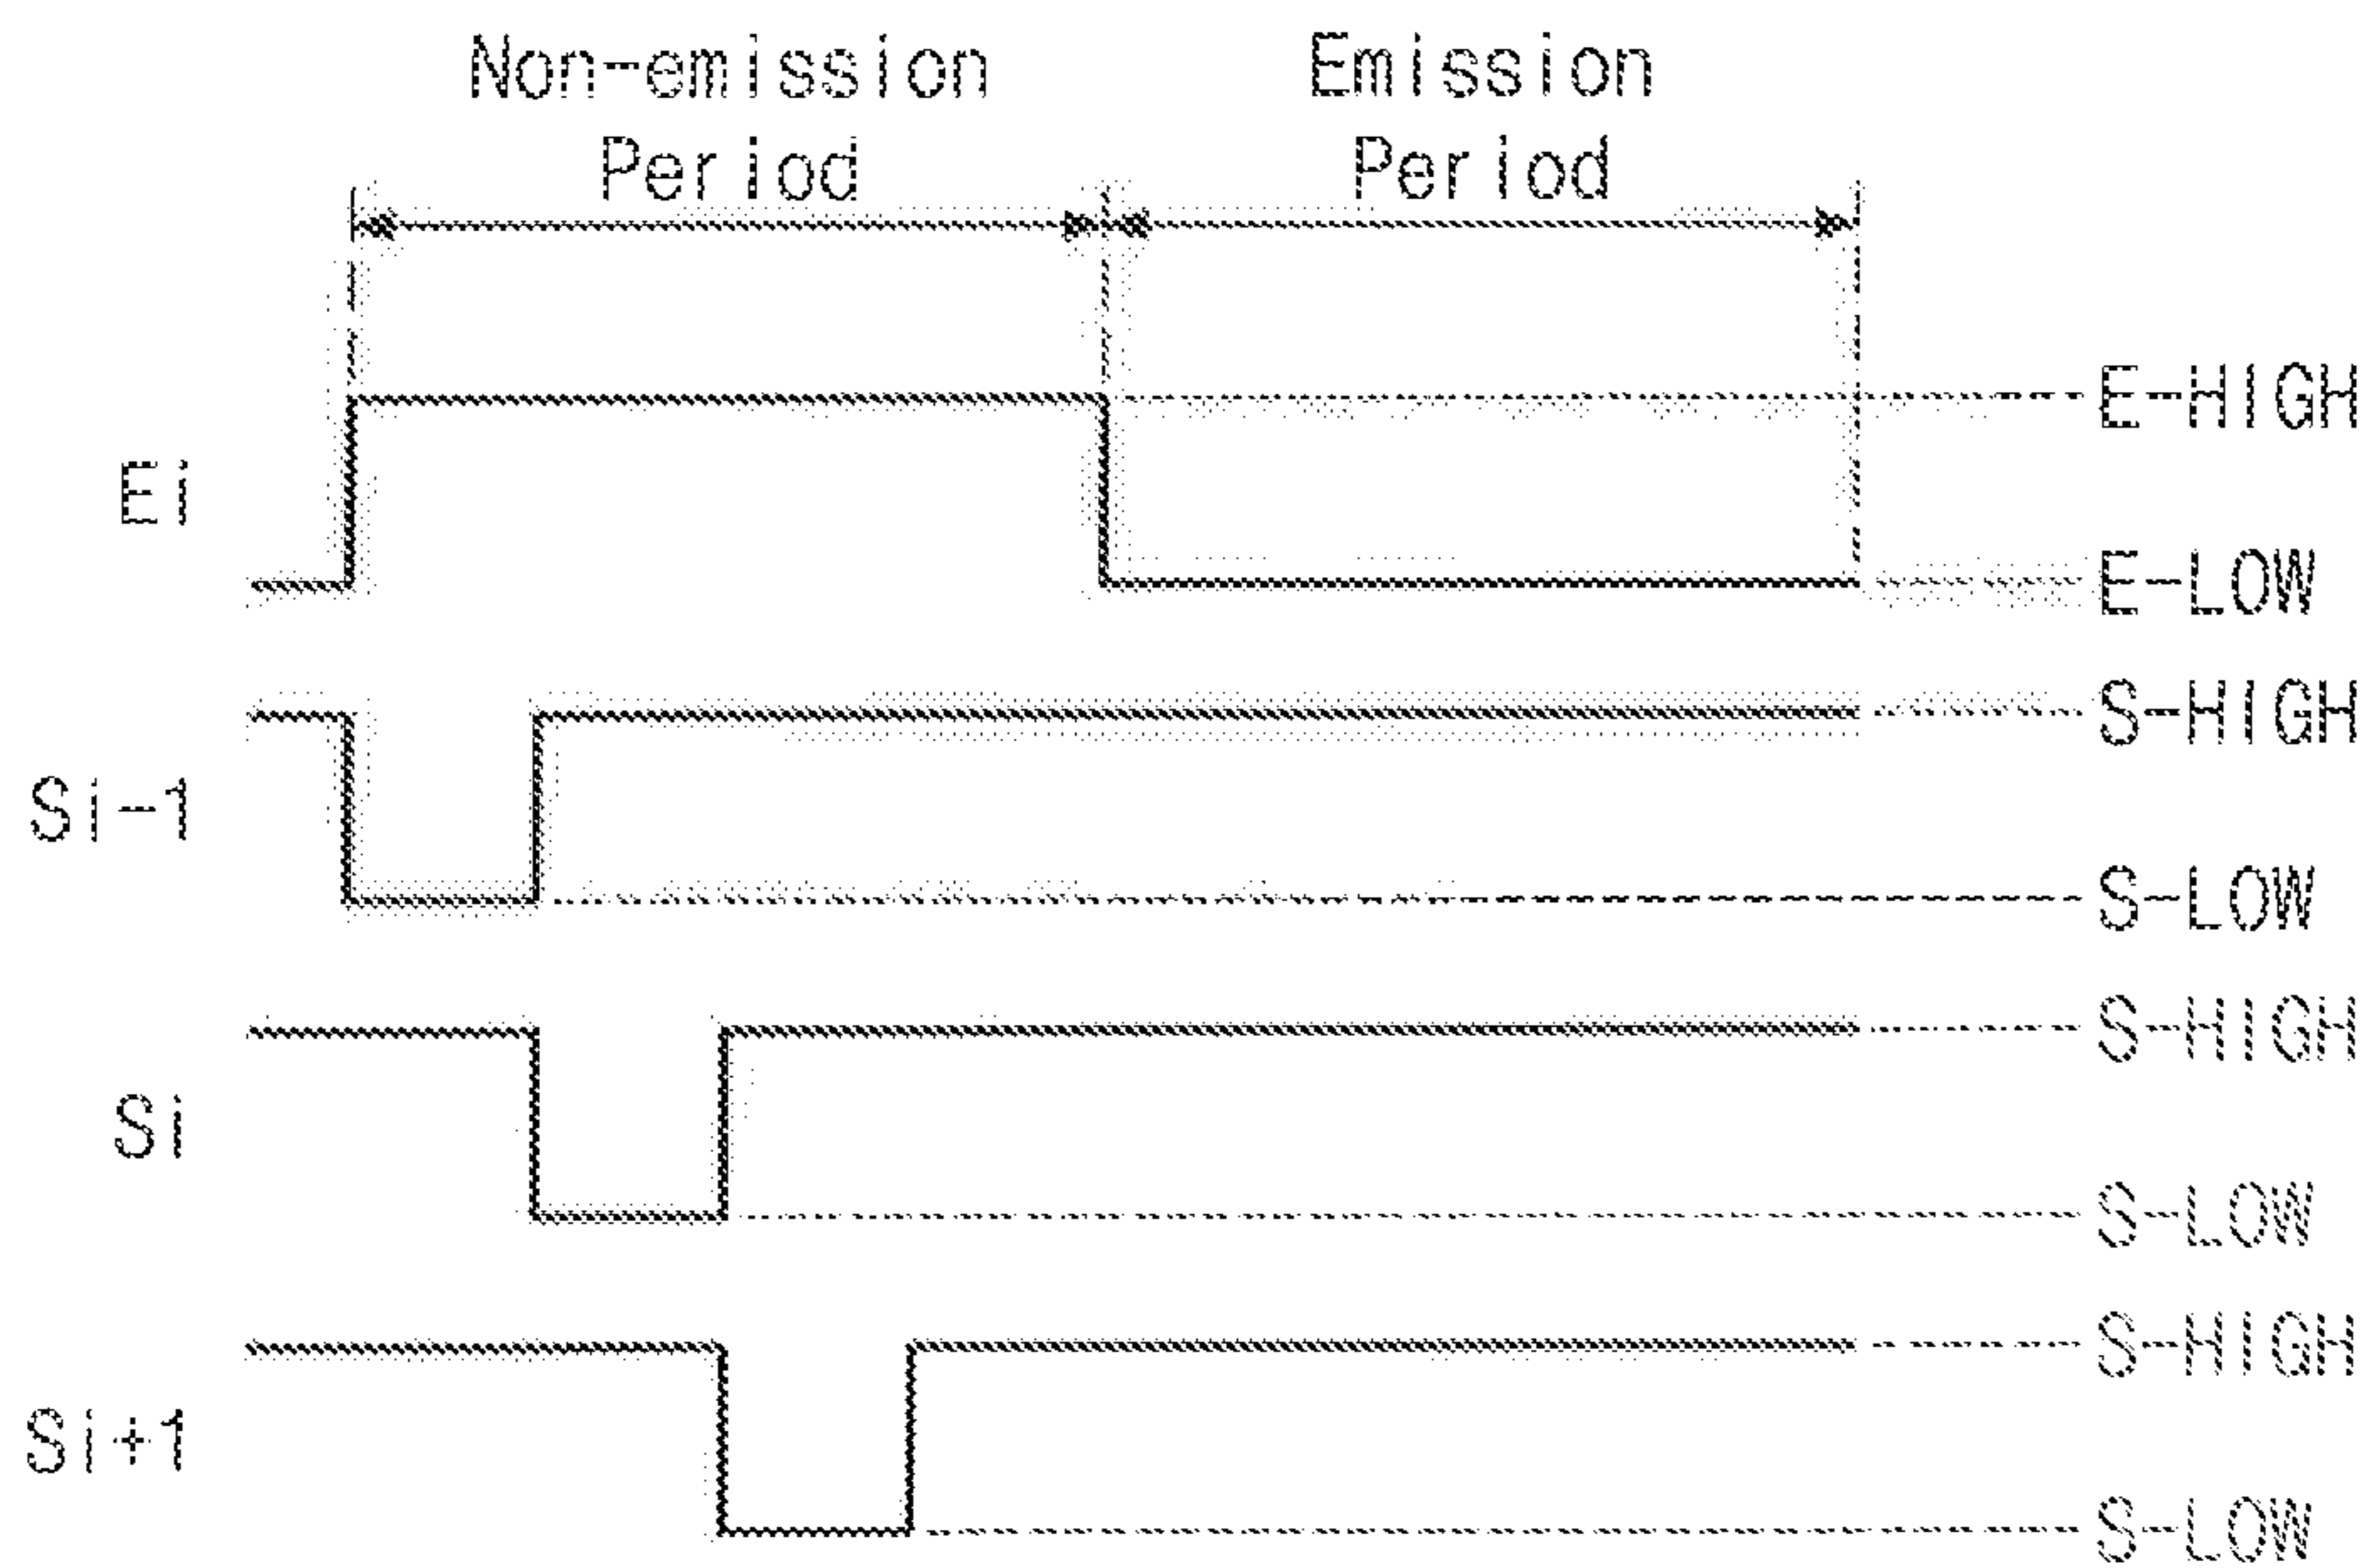 Non-emission
Period
Emission
Period
Ei
E-HIGH
E-LOW
Si-1
S-HIGH
S-LOW
Si
S-HIGH
S-LOW
Si+1
S-HIGH
S-LOW